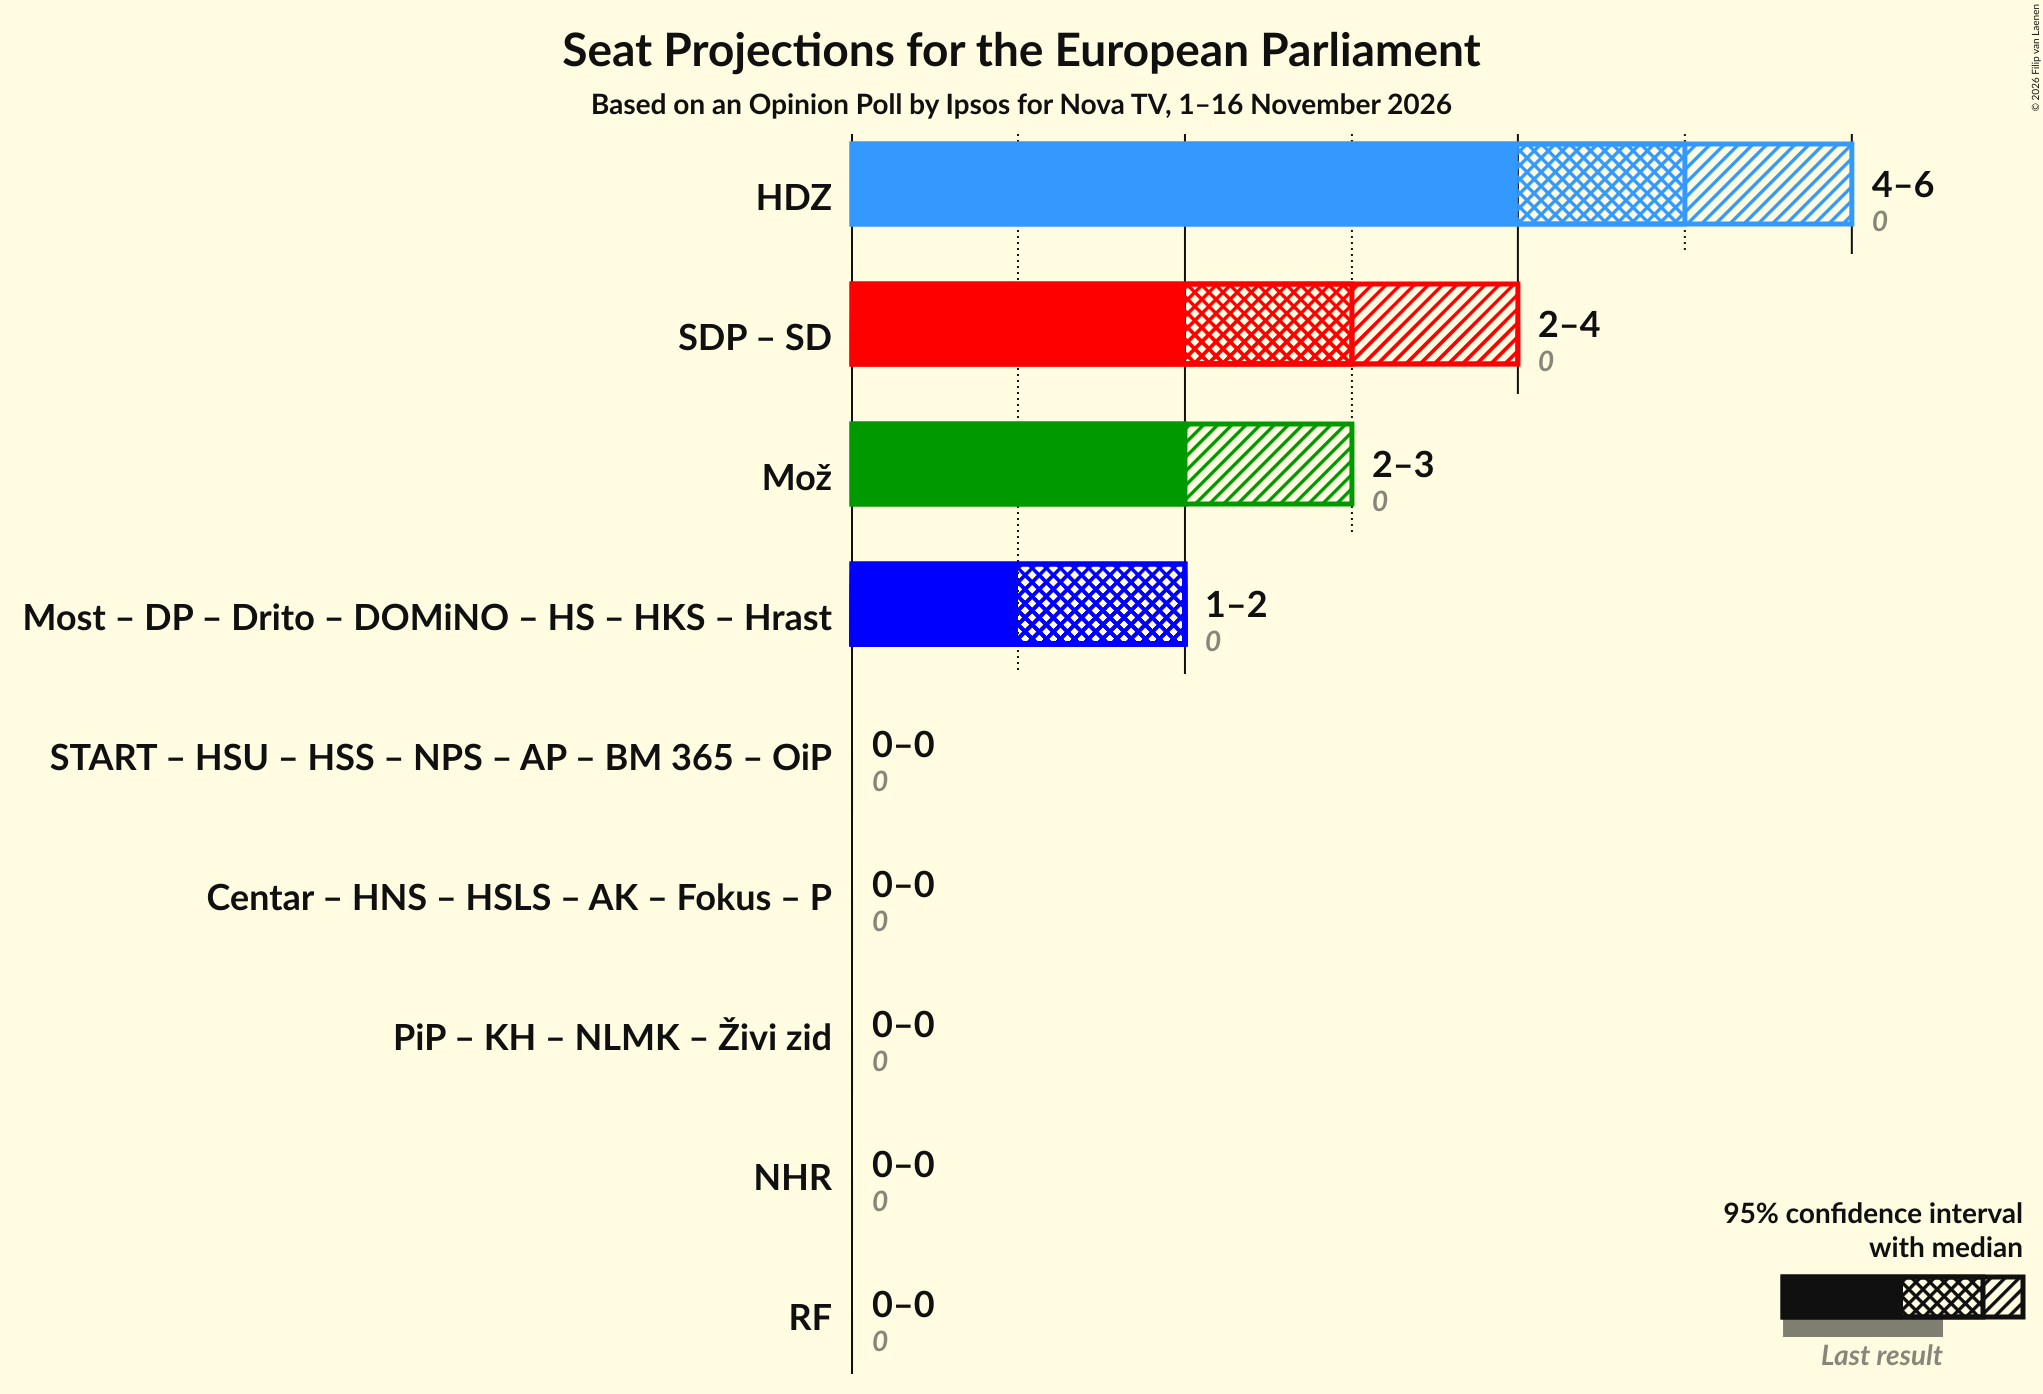 Seat Projections for the European Parliament
Based on an Opinion Poll by Ipsos for Nova TV, 1–16 November 2026
© 2026 Filip van Laenen
HDZ
4–6
0
SDP – SD
2–4
0
Mož
2–3
0
Most – DP – Drito – DOMiNO – HS – HKS – Hrast
1–2
0
START – HSU – HSS – NPS – AP – BM 365 – OiP
0–0
0
Centar – HNS – HSLS – AK – Fokus – P
0–0
0
PiP – KH – NLMK – Živi zid
0–0
0
NHR
0–0
0
RF
0–0
0
95% confidence interval
with median
Last result